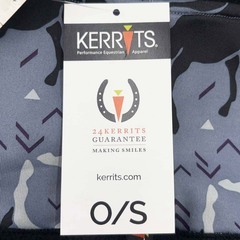 KERRITS.
Performance Equestrian Apparel
24KERRITS
GUARANTEE
MAKING SMILES
kerrits.com
O/S